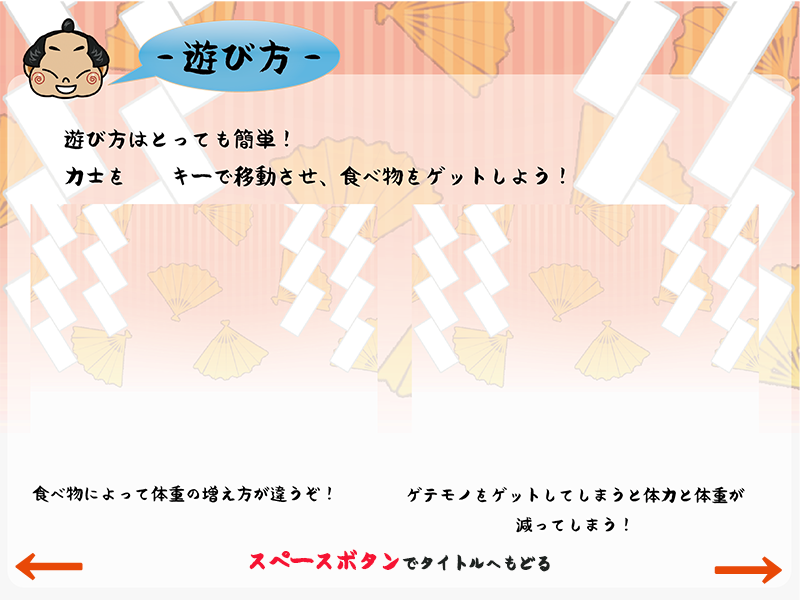 - 遊び方 -
遊び方はとっても簡単！
力士を　　キーで移動させ、食べ物をゲットしよう！
食べ物によって体重の増え方が違うぞ！
ゲテモノをゲットしてしまうと体力と体重が
減ってしまう！
スペースボタンでタイトルへもどる